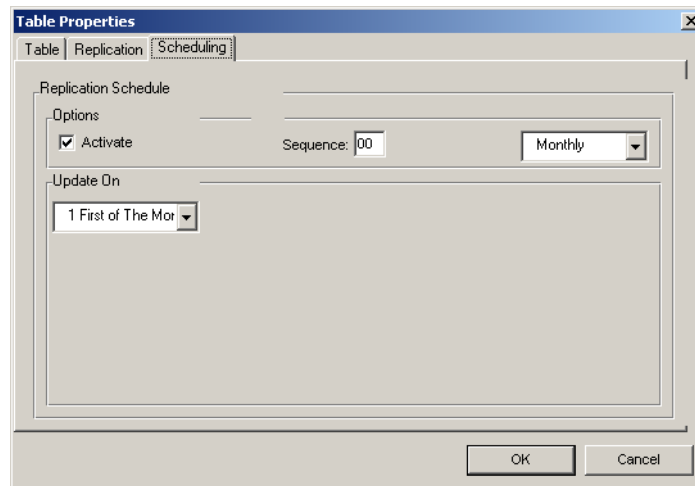 Table Properties
Table Replication Scheduling
Replication Schedule
Options
Activate Sequence: 00 Monthly
Update On
1 First of The Mor
OK Cancel